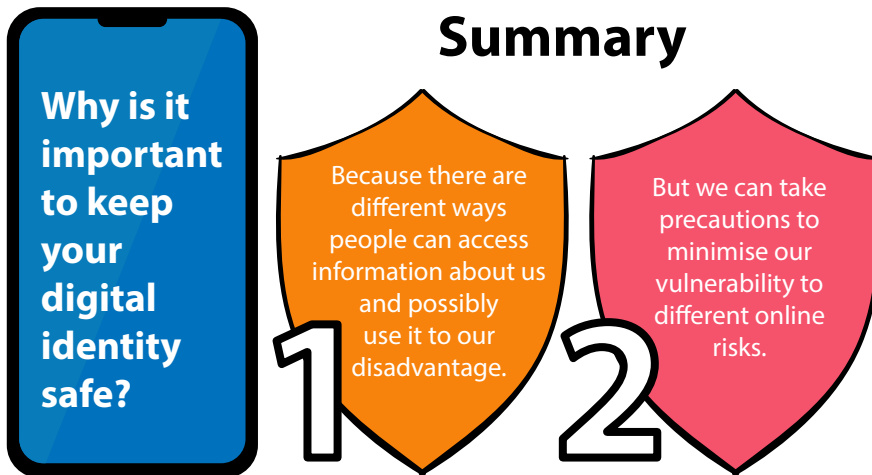 Summary
Why is it
important
to keep
your
digital
identity
safe?
Because there are
different ways
people can access
information about us
and possibly
use it to our
disadvantage.
1
But we can take
precautions to
minimise our
vulnerability to
different online
risks.
2